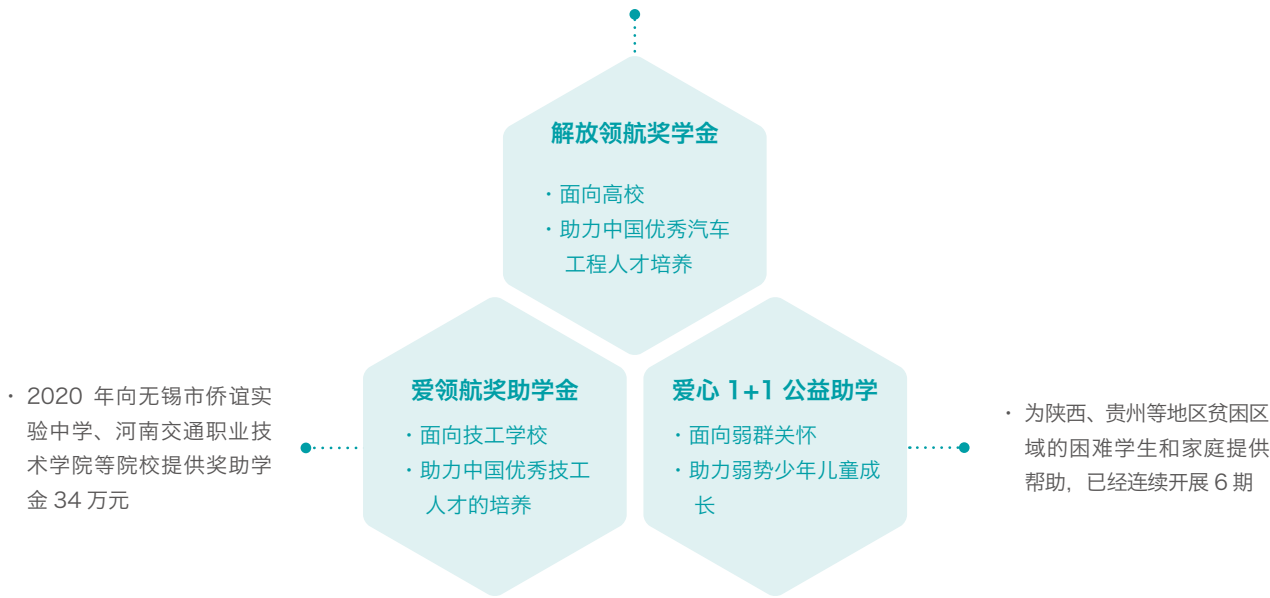 解放领航奖学金
· 面向高校
· 助力中国优秀汽车
工程人才培养
爱领航奖助学金
· 面向技工学校
· 助力中国优秀技工
人才的培养
爱心 1+1 公益助学
· 面向弱群关怀
· 助力弱势少年儿童成
长
· 2020 年向无锡市侨谊实
验中学、河南交通职业技
术学院等院校提供奖助学
金 34 万元
· 为陕西、贵州等地区贫困区
域的困难学生和家庭提供
帮助，已经连续开展 6 期